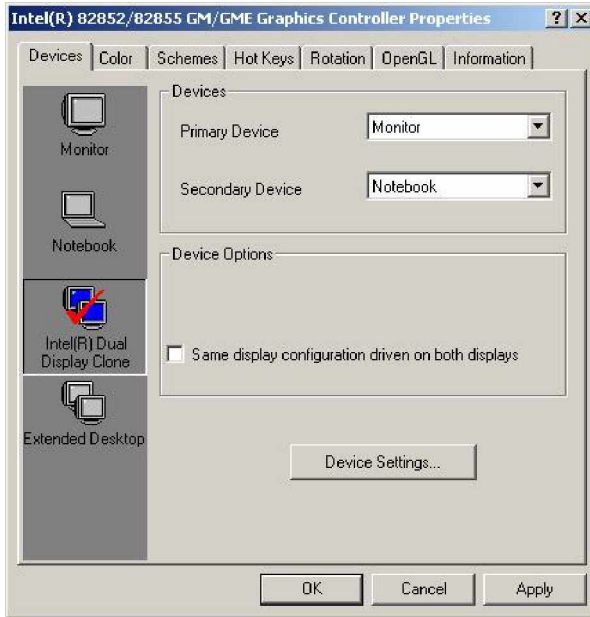 Intel(R) 82852/82855 GM/GME Graphics Controller Properties
Devices Color Schemes Hot Keys Rotation OpenGL Information
Monitor
Notebook
Intel(R) Dual
Display Clone
Extended Desktop
Devices
Primary Device Monitor
Secondary Device Notebook
Device Options
Same display configuration driven on both displays
Device Settings...
OK Cancel Apply